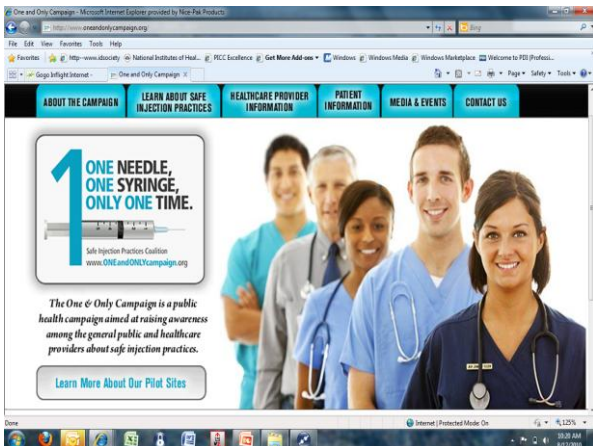 One and Only Campaign - Microsoft Internet Explorer provided by Nice-Pak Products
http://www.oneandonlycampaign.org/
Bing
File Edit View Favorites Tools Help
Favorites http--www.idsociety National Institutes of Heal... PICC Excellence Get More Add-ons Windows Windows Media Windows Marketplace Welcome to PDI (Professi...
Gogo Inflight Internet - One and Only Campaign Page Safety Tools
ABOUT THE CAMPAIGN
LEARN ABOUT SAFE
INJECTION PRACTICES
HEALTHCARE PROVIDER
INFORMATION
PATIENT
INFORMATION
MEDIA & EVENTS
CONTACT US
1
ONE NEEDLE,
ONE SYRINGE,
ONLY ONE TIME.
Safe Injection Practices Coalition
www.ONEandONLYcampaign.org
The One & Only Campaign is a public
health campaign aimed at raising awareness
among the general public and healthcare
providers about safe injection practices.
Learn More About Our Pilot Sites
Done Internet | Protected Mode: On 125%
10:20 AM